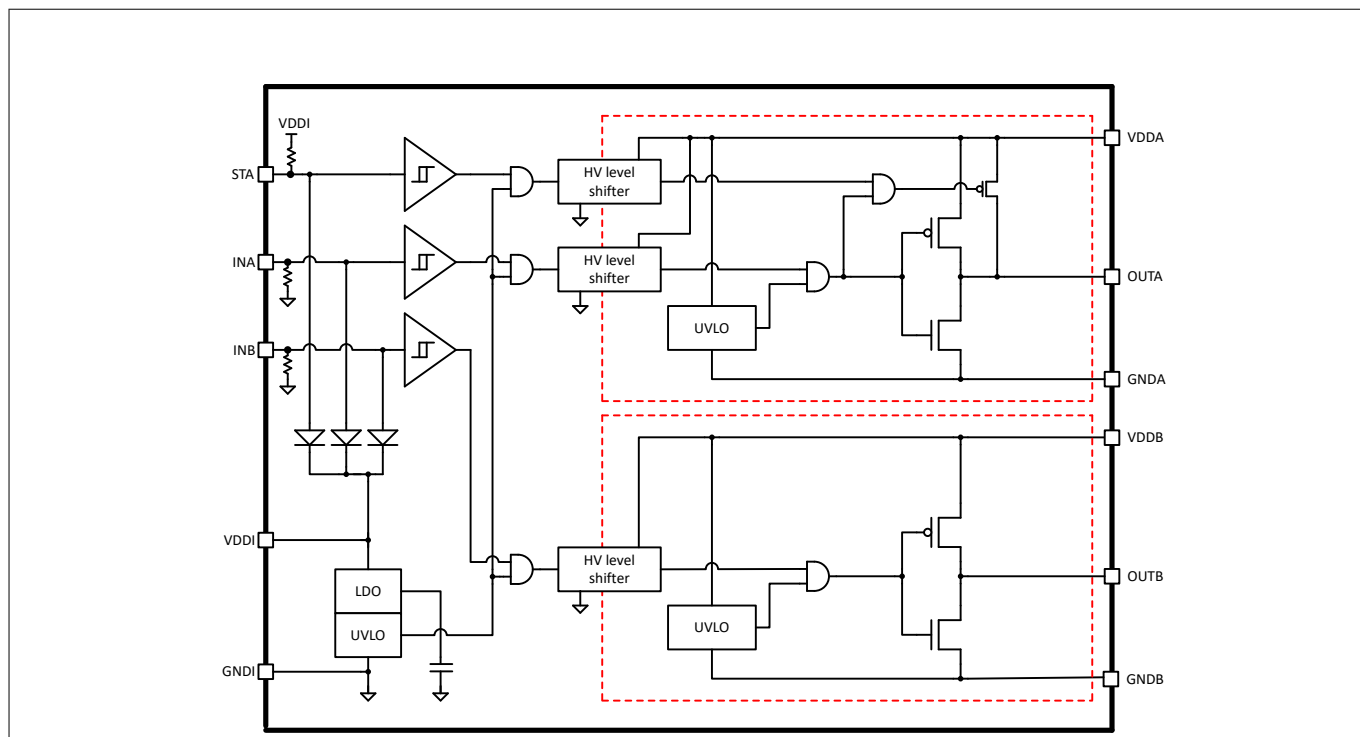 VDDI
STA
INA
INB
VDDI
GNDI
LDO
UVLO
HV level
shifter
HV level
shifter
UVLO
HV level
shifter
UVLO
VDDA
OUTA
GNDA
VDDB
OUTB
GNDB